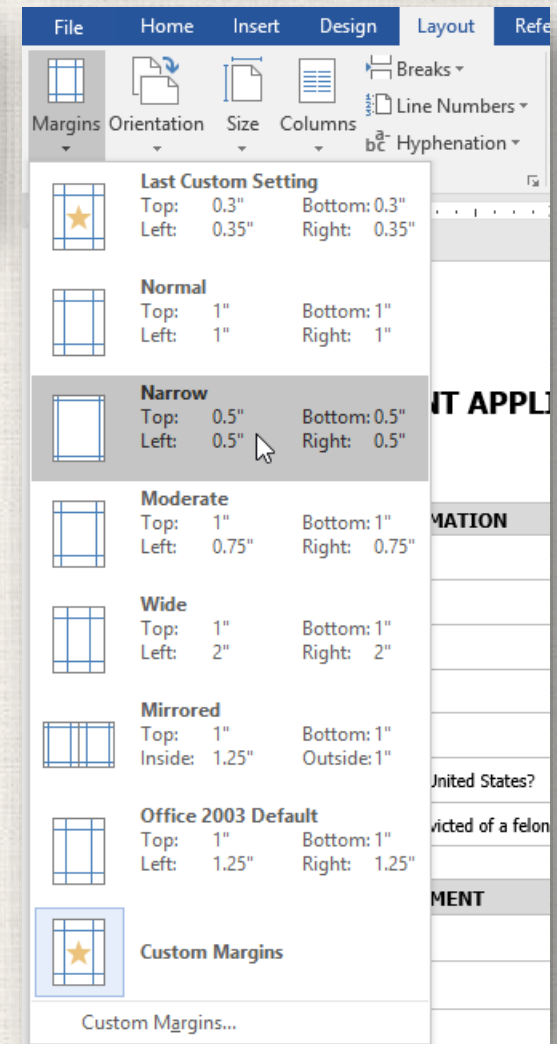 File Home Insert Design Layout Refe
Breaks
Line Numbers
Margins Orientation Size Columns
Hyphenation
Last Custom Setting
Top: 0.3" Bottom: 0.3"
Left: 0.35" Right: 0.35"
Normal
Top: 1" Bottom: 1"
Left: 1" Right: 1"
Narrow
Top: 0.5" Bottom: 0.5"
Left: 0.5" Right: 0.5"
NT APPLI
Moderate
Top: 1" Bottom: 1"
Left: 0.75" Right: 0.75"
MATION
Wide
Top: 1" Bottom: 1"
Left: 2" Right: 2"
Mirrored
Top: 1" Bottom: 1"
Inside: 1.25" Outside: 1"
United States?
Office 2003 Default
Top: 1" Bottom: 1"
Left: 1.25" Right: 1.25"
victed of a felon
MENT
Custom Margins
Custom Margins...